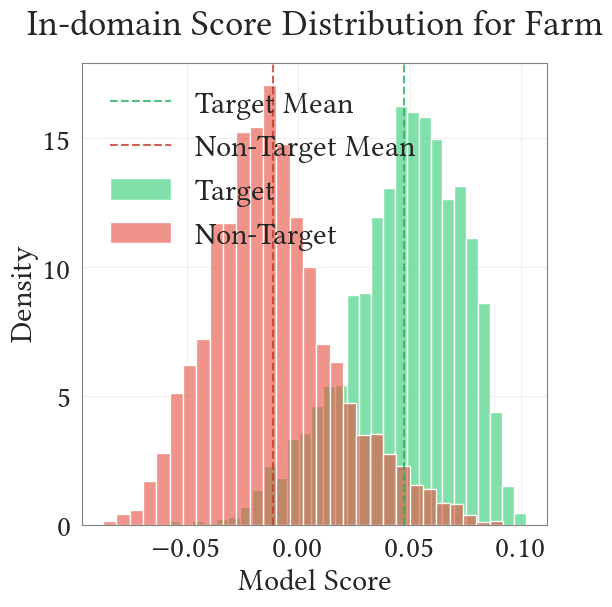 In-domain Score Distribution for Farm
Target Mean
Non-Target Mean
Target
Non-Target
Density
15
10
5
0
−0.05
0.00
0.05
0.10
Model Score